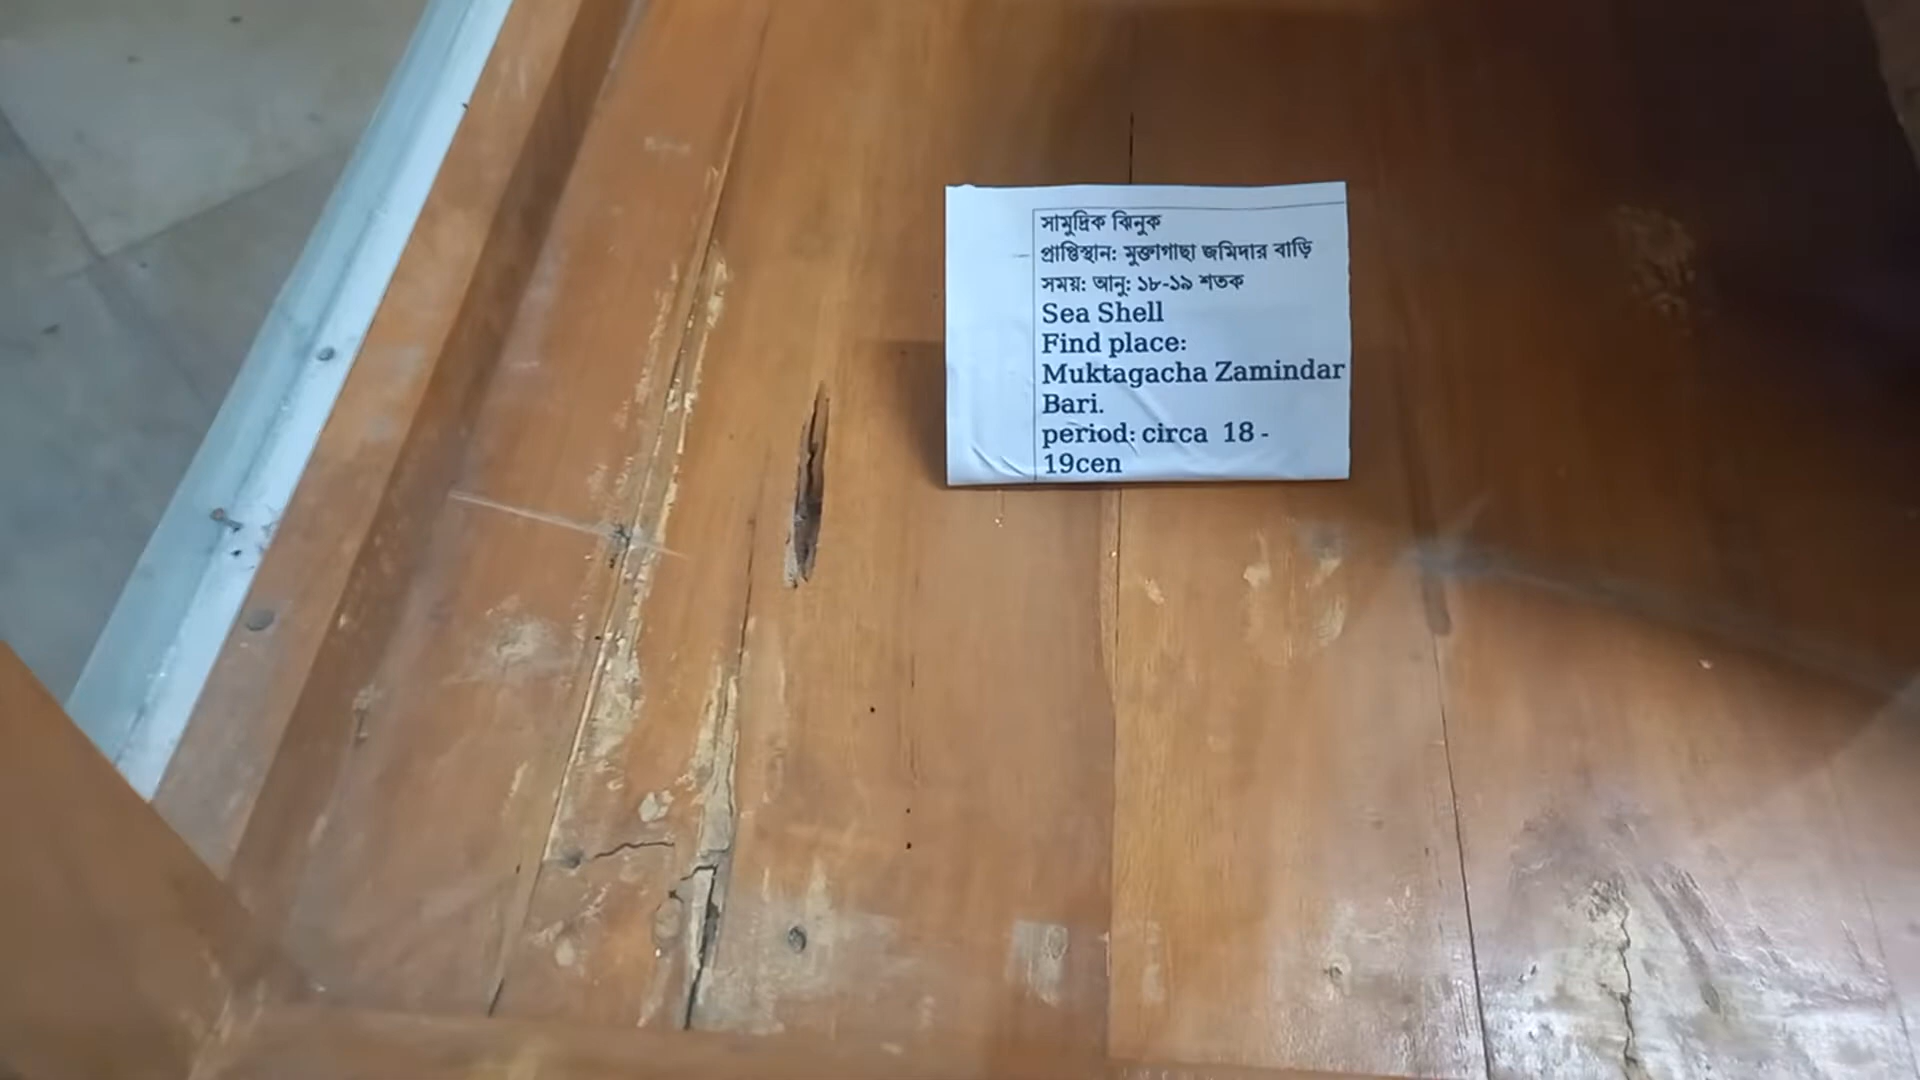 সামুদ্রিক ঝিনুক
প্রাপ্তিস্থান: মুক্তাগাছা জমিদার বাড়ি
সময়: আনু: ১৮-১৯ শতক
Sea Shell
Find place:
Muktagacha Zamindar
Bari.
period: circa 18 -
19cen